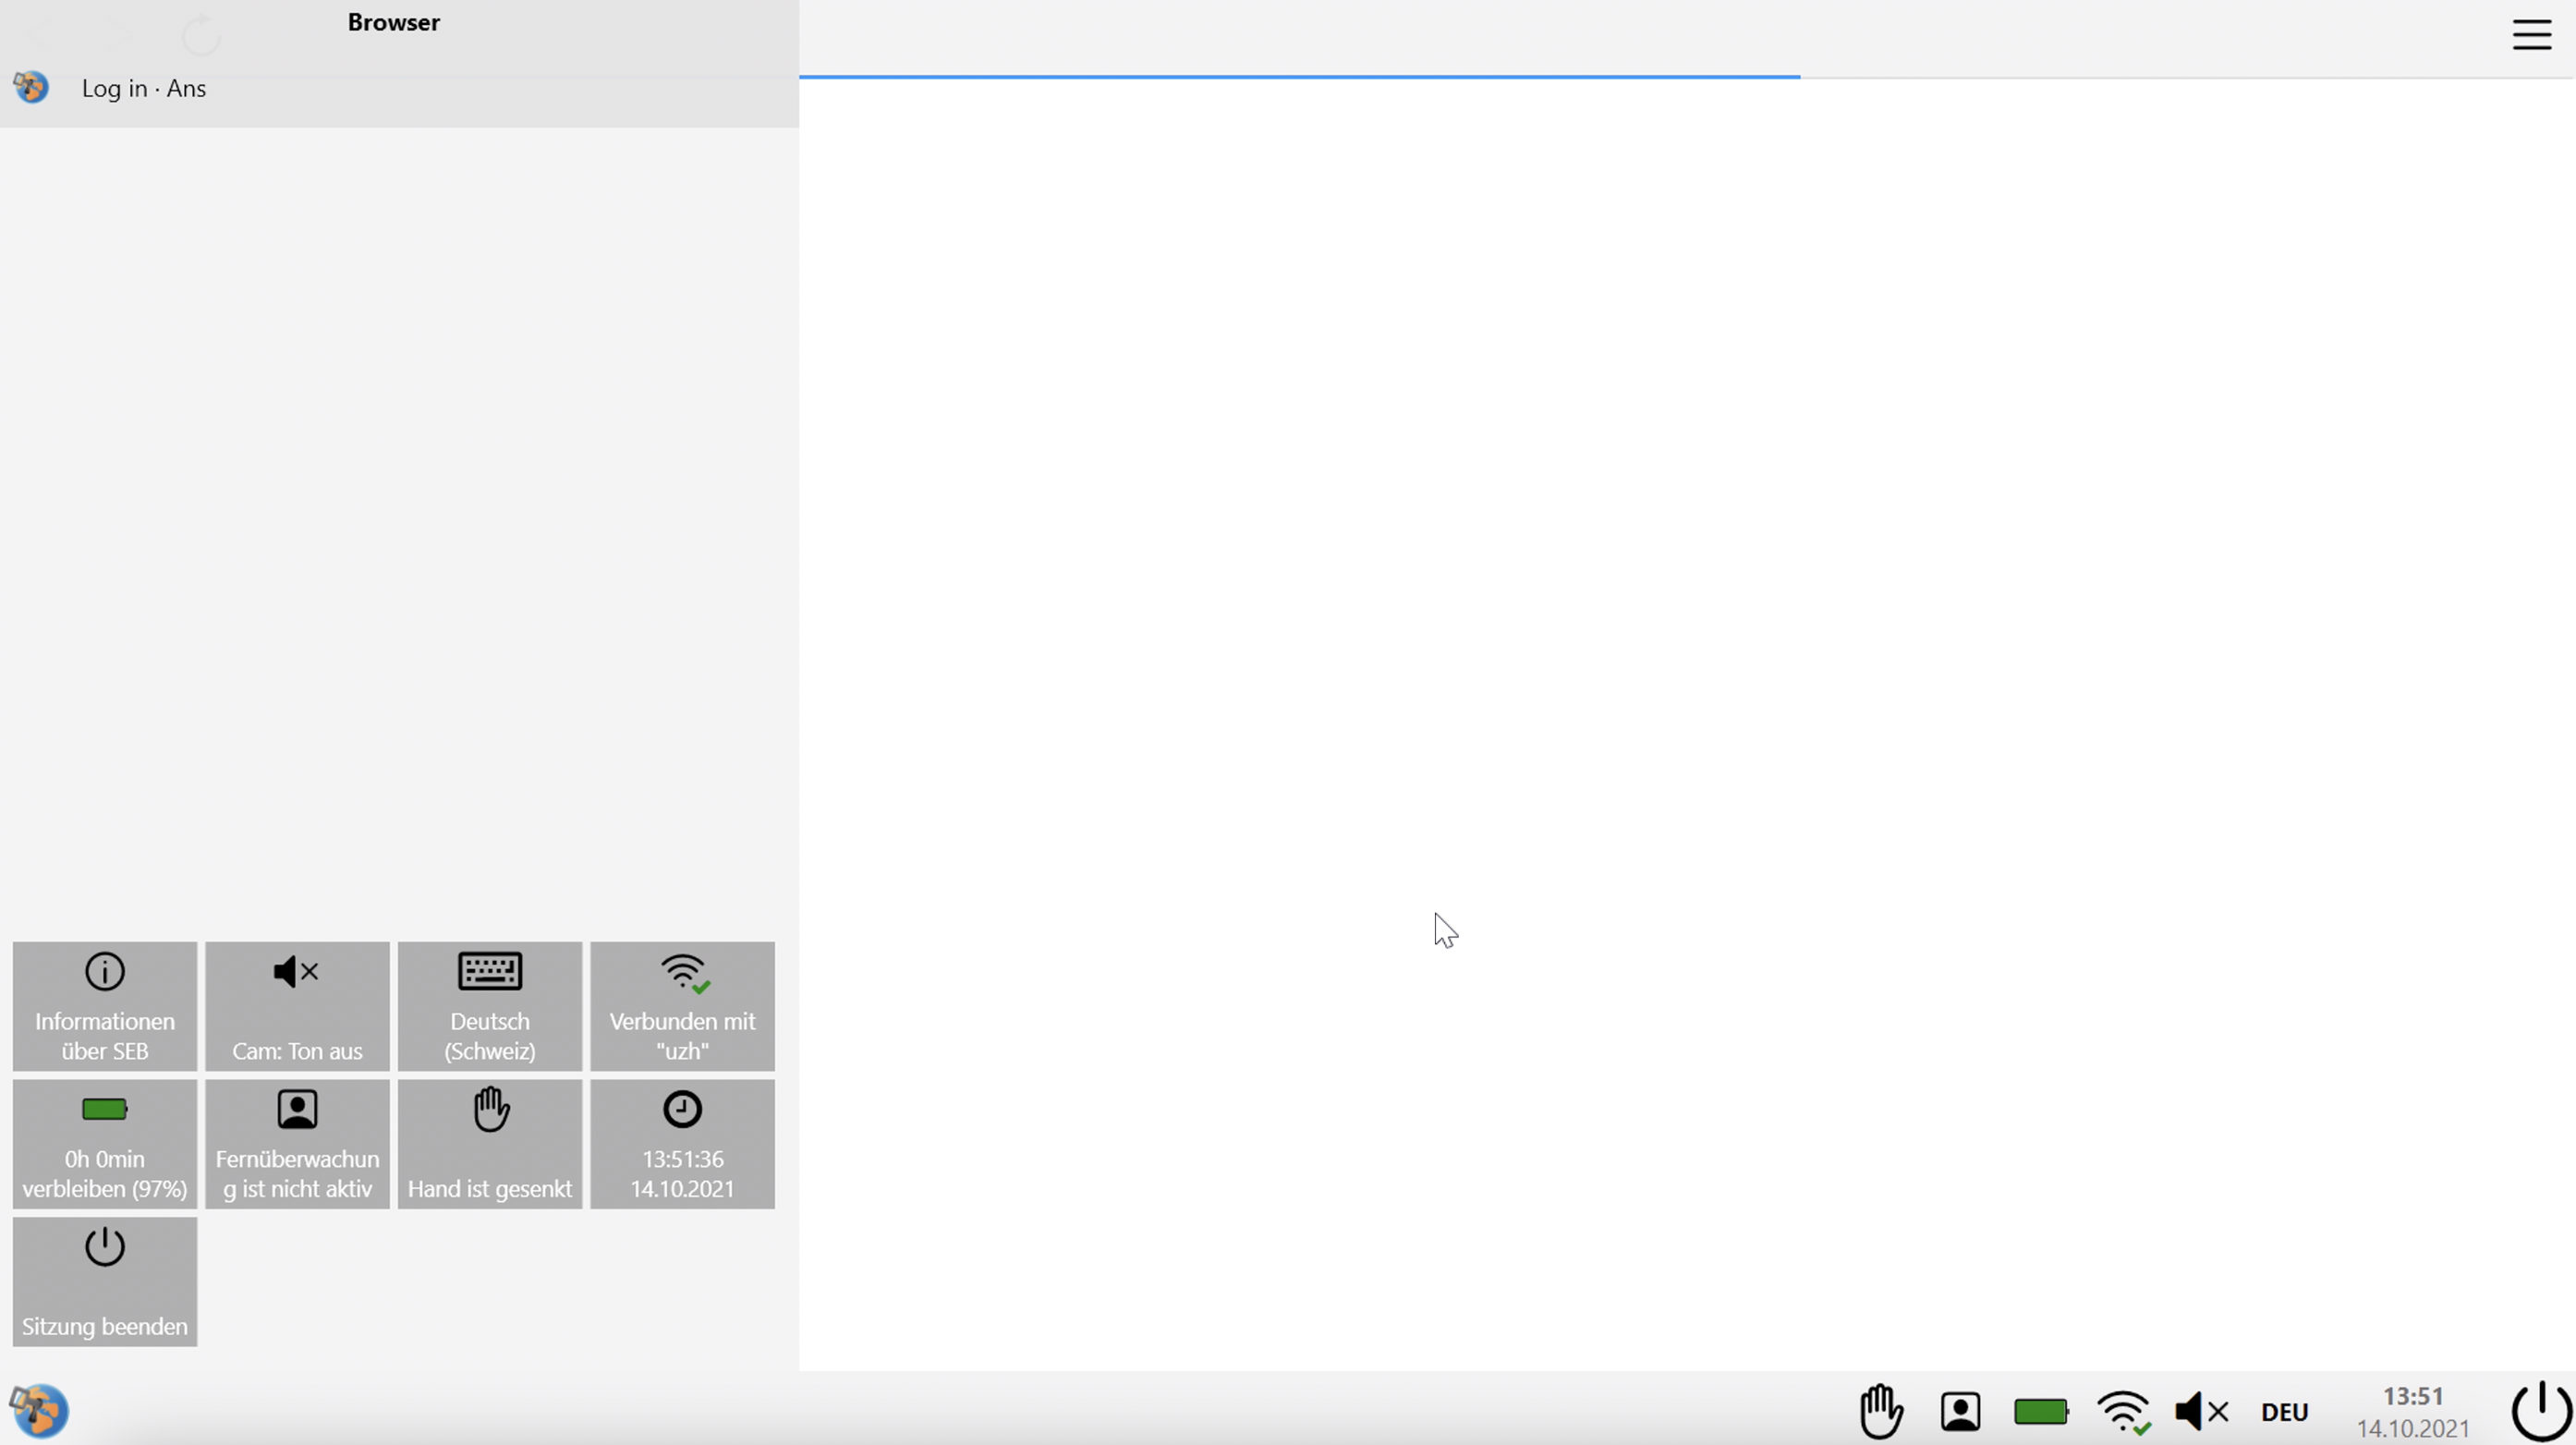 Browser
Log in · Ans
Informationen
über SEB
Cam: Ton aus
Deutsch
(Schweiz)
Verbunden mit
"uzh"
0h 0min
verbleiben (97%)
Fernüberwachun
g ist nicht aktiv
Hand ist gesenkt
13:51:36
14.10.2021
Sitzung beenden
DEU
13:51
14.10.2021